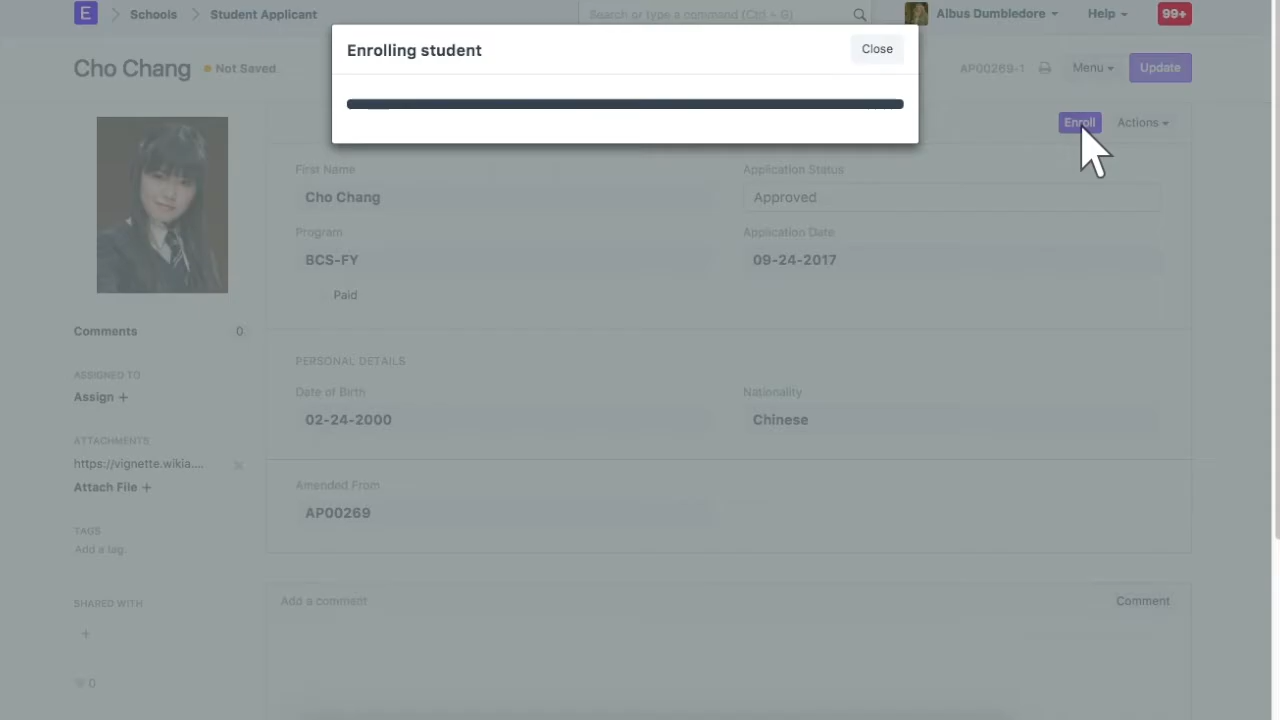 E
Schools
Student Applicant
Search or type a command (Ctrl + G)
Albus Dumbledore
Help
99+
Enrolling student
Close
Cho Chang
Not Saved
AP00269-1
Menu
Update
Enroll
Actions
First Name
Cho Chang
Application Status
Approved
Program
BCS-FY
Application Date
09-24-2017
Paid
Comments
0
PERSONAL DETAILS
ASSIGNED TO
Assign +
Date of Birth
02-24-2000
Nationality
Chinese
ATTACHMENTS
https://vignette.wikia....
Attach File +
Amended From
AP00269
TAGS
Add a tag.
SHARED WITH
+
Add a comment
Comment
0